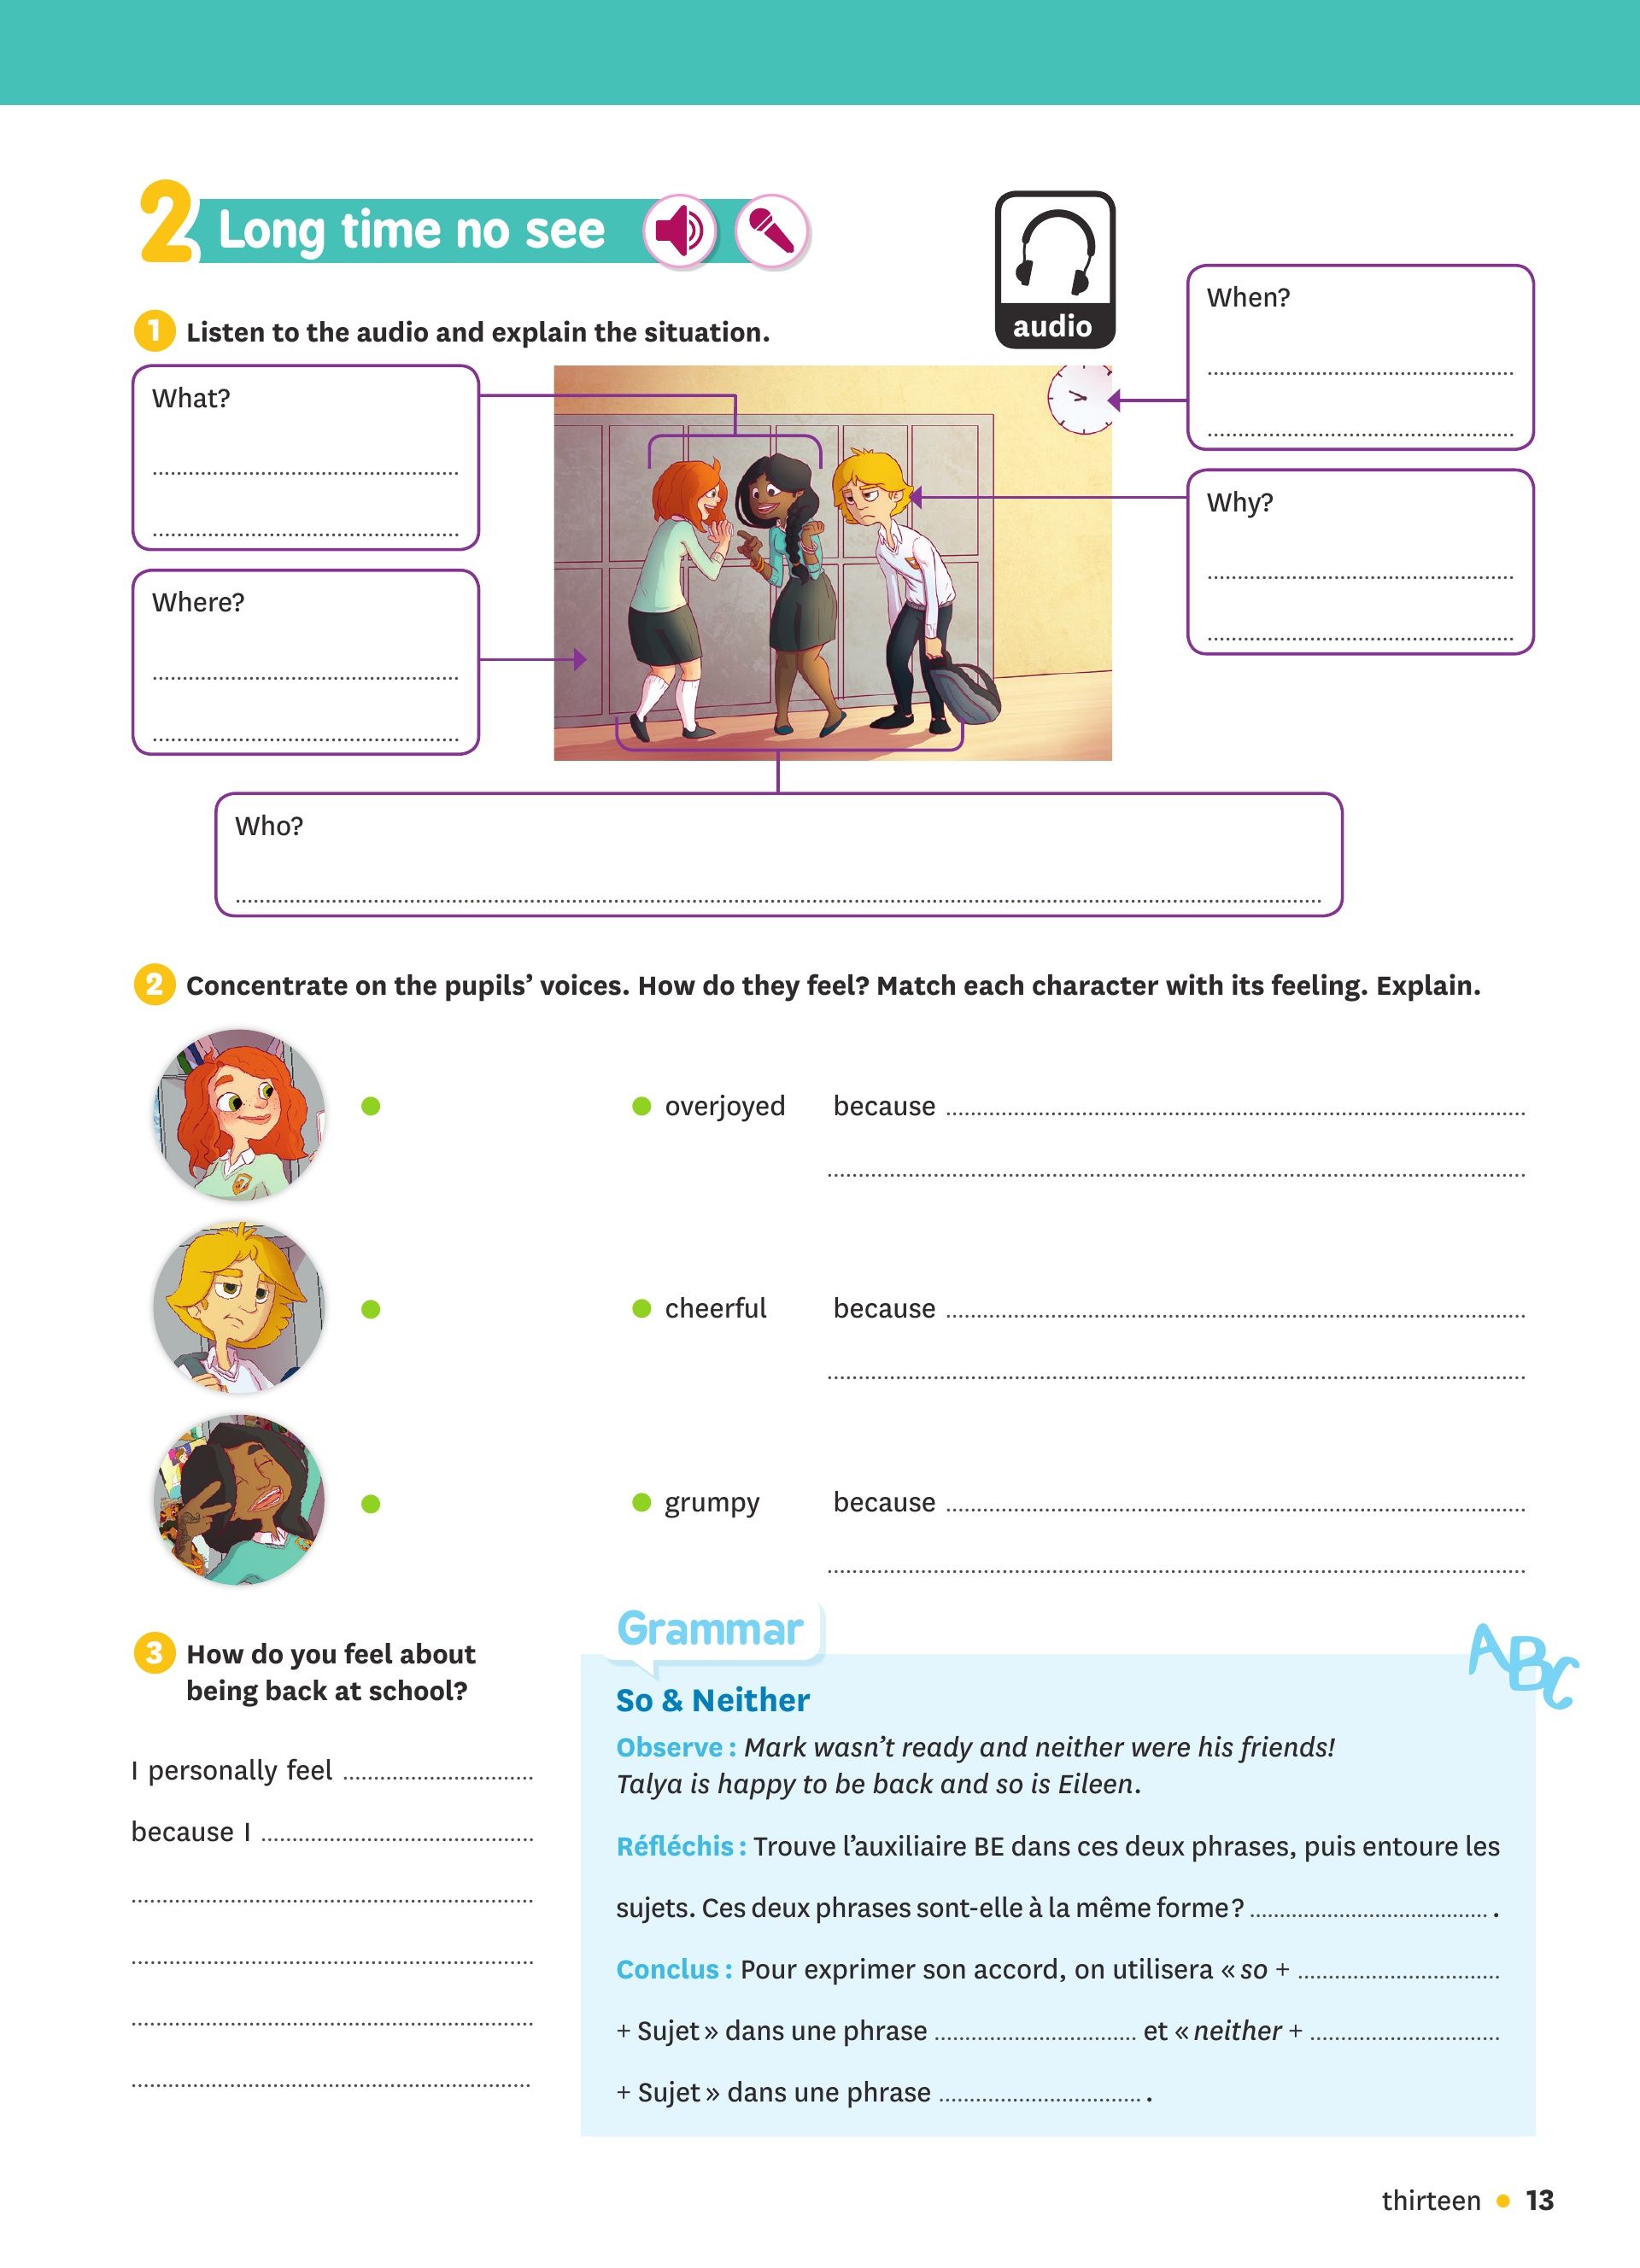 2 Long time no see
audio
1 Listen to the audio and explain the situation.
What?
Where?
When?
Why?
Who?
2 Concentrate on the pupils’ voices. How do they feel? Match each character with its feeling. Explain.
overjoyed because
cheerful because
grumpy because
3 How do you feel about
being back at school?
I personally feel
because I
Grammar
ABC
So & Neither
Observe : Mark wasn’t ready and neither were his friends!
Talya is happy to be back and so is Eileen.
Réfléchis : Trouve l’auxiliaire BE dans ces deux phrases, puis entoure les
sujets. Ces deux phrases sont-elle à la même forme ? .
Conclus : Pour exprimer son accord, on utilisera « so +
+ Sujet » dans une phrase et « neither +
+ Sujet » dans une phrase .
thirteen • 13